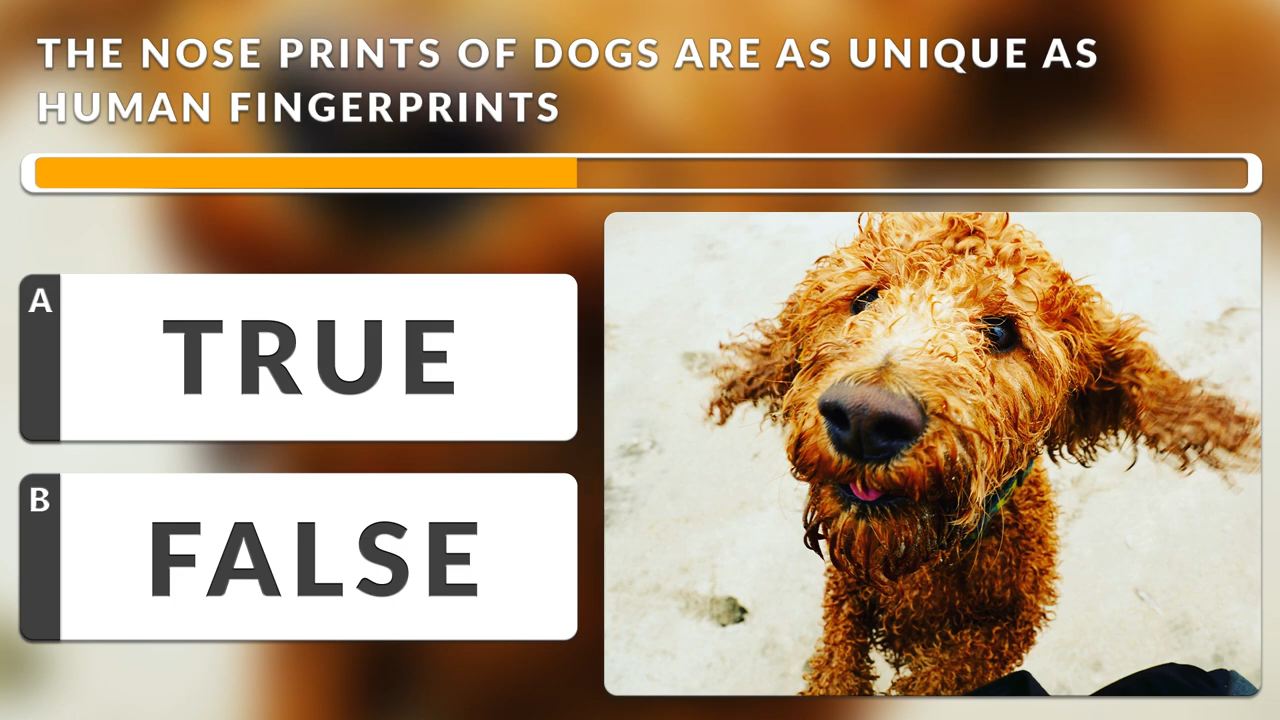 THE NOSE PRINTS OF DOGS ARE AS UNIQUE AS
HUMAN FINGERPRINTS
A
TRUE
B
FALSE